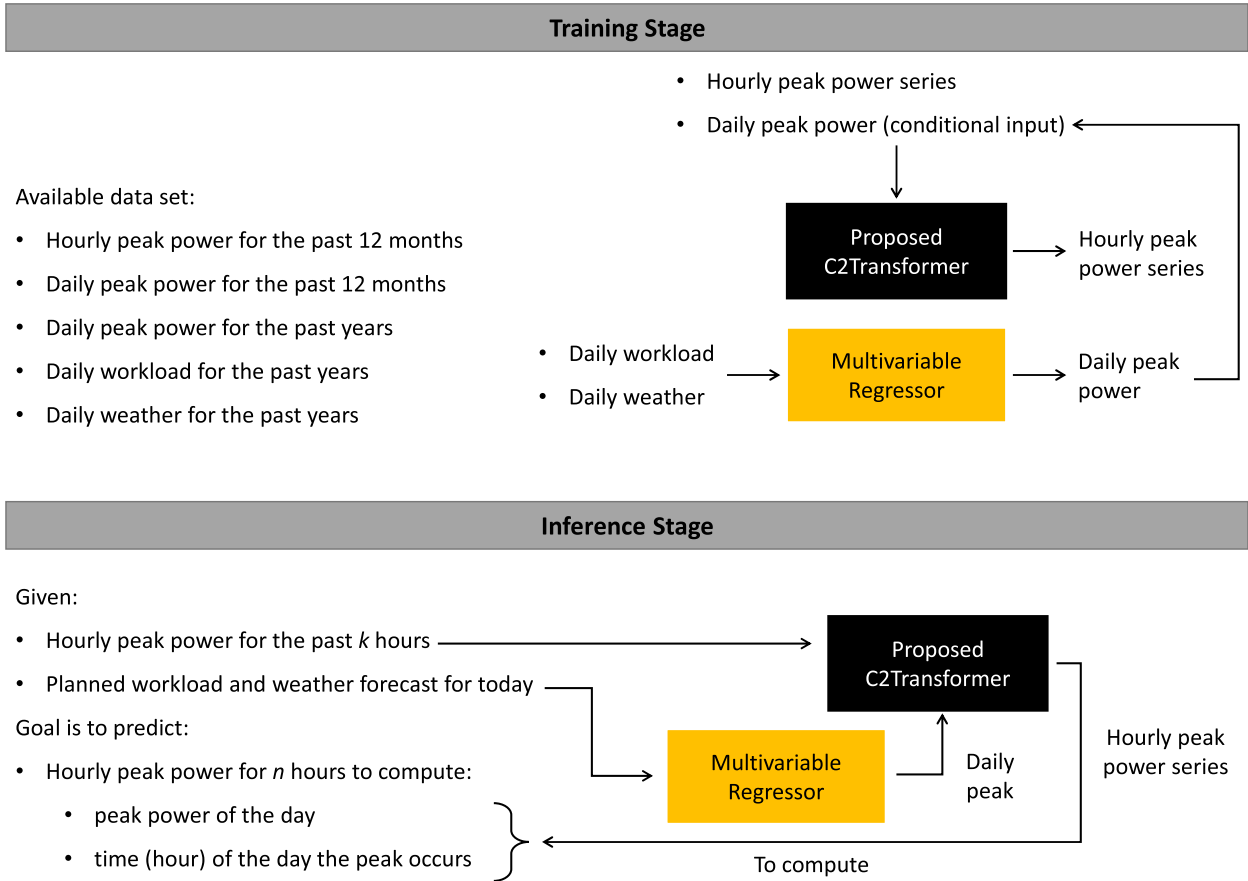 Training Stage
• Hourly peak power series
• Daily peak power (conditional input)
Available data set:
• Hourly peak power for the past 12 months
• Daily peak power for the past 12 months
• Daily peak power for the past years
• Daily workload for the past years
• Daily weather for the past years
Proposed
C2Transformer
Hourly peak
power series
• Daily workload
• Daily weather
Multivariable
Regressor
Daily peak
power
Inference Stage
Given:
• Hourly peak power for the past k hours
• Planned workload and weather forecast for today
Goal is to predict:
• Hourly peak power for n hours to compute:
• peak power of the day
• time (hour) of the day the peak occurs
Proposed
C2Transformer
Multivariable
Regressor
Daily
peak
Hourly peak
power series
To compute